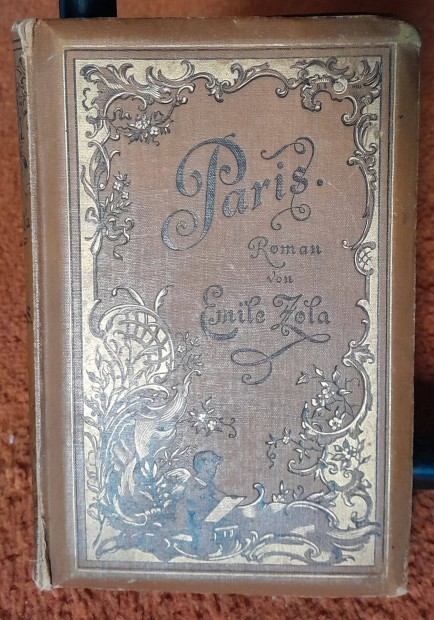 Paris.
Roman
von
Emile Zola